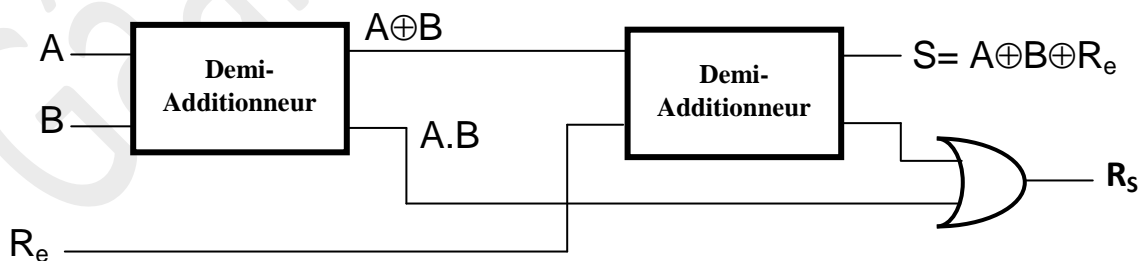 A⊕B
A
Demi-
Additionneur
Demi-
Additionneur
S= A⊕B⊕Re
B
A.B
RS
Re